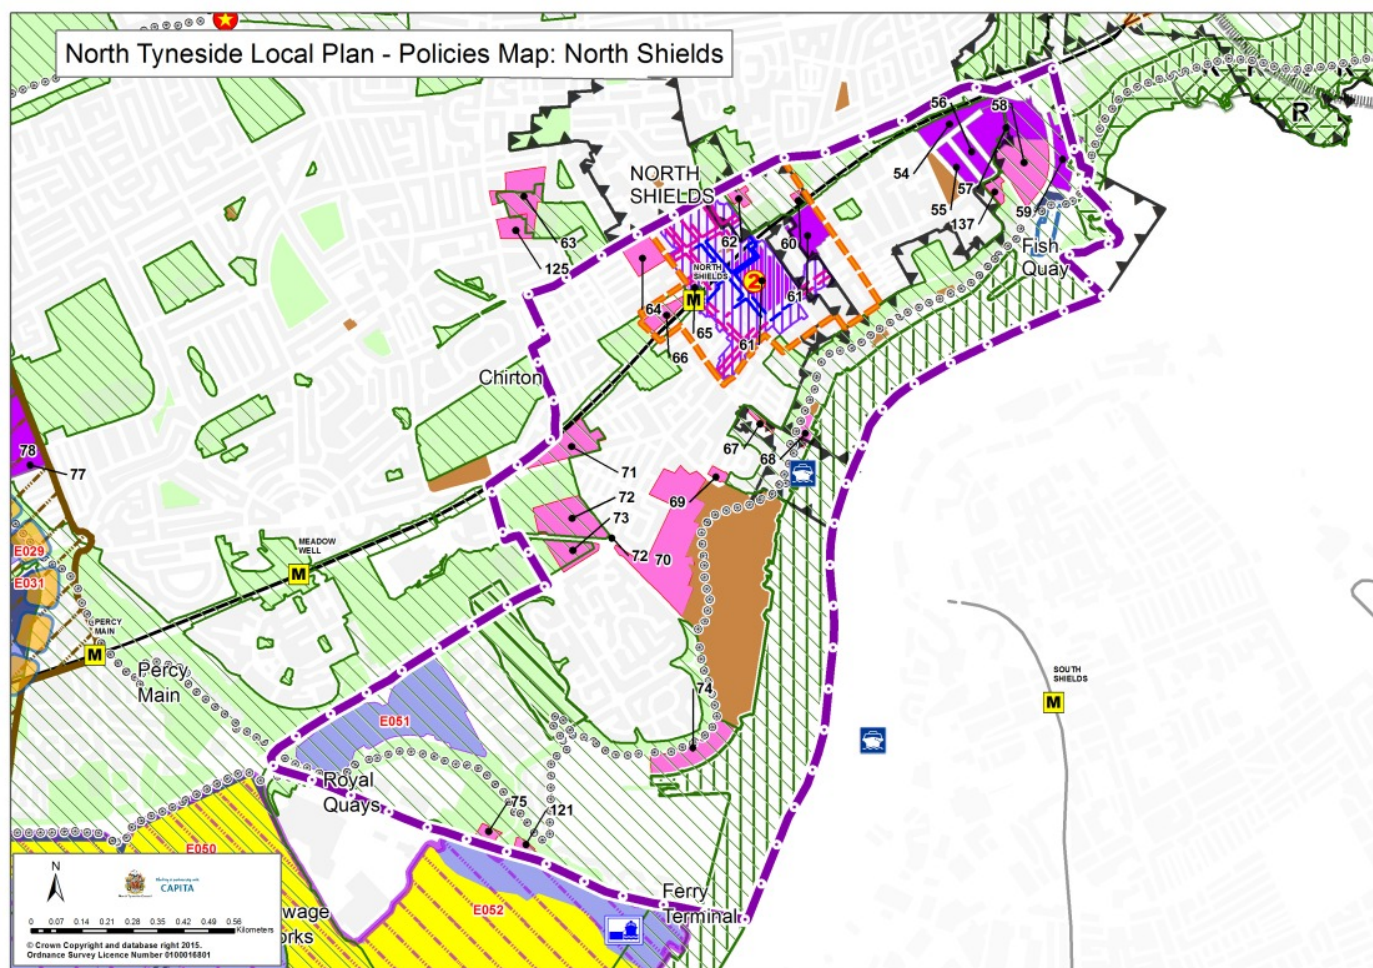 North Tyneside Local Plan - Policies Map: North Shields
R
56
58
54
57
55
137
59
Fish
Quay
NORTH
SHIELDS
63
125
62
60
NORTH
SHIELDS
2
M
61
64
65
61
66
Chirton
67
68
71
78
77
69
72
73
72
70
E029
MEADOW
WELL
M
E031
PERCY
MAIN
M
Percy
Main
SOUTH
SHIELDS
M
74
E051
Royal
Quays
75
121
E050
E052
Ferry
Terminal
wage
orks
N
CAPITA
0 0.07 0.14 0.21 0.28 0.35 0.42 0.49 0.56
Kilometers
© Crown Copyright and database right 2015.
Ordnance Survey Licence Number 0100016801